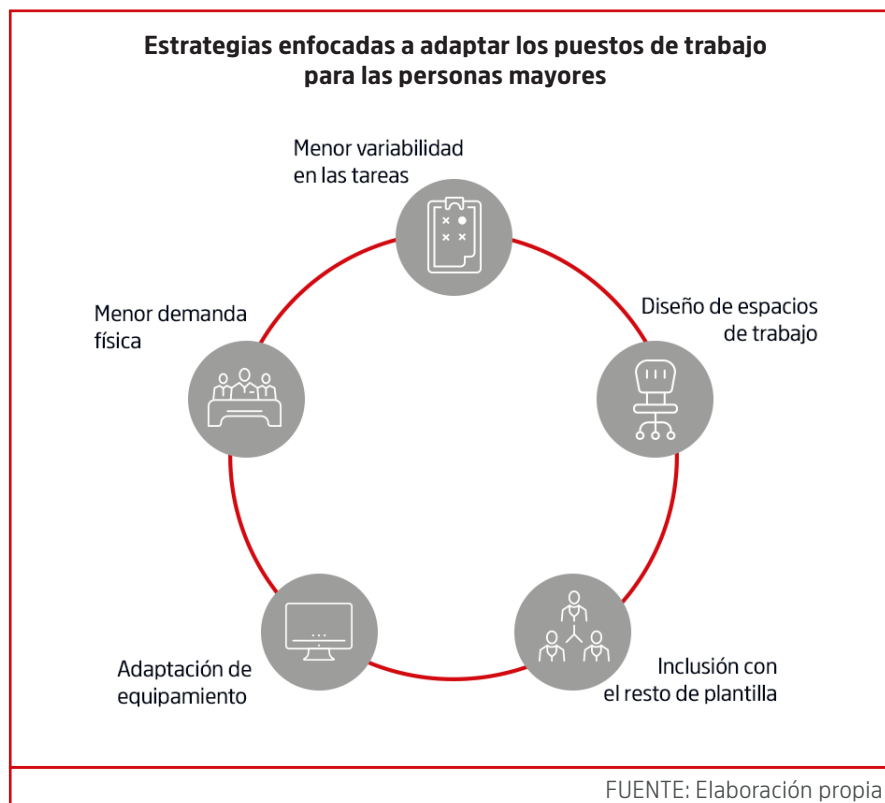 Estrategias enfocadas a adaptar los puestos de trabajo
para las personas mayores
Menor variabilidad
en las tareas
Diseño de espacios
de trabajo
Menor demanda
física
Adaptación de
equipamiento
Inclusión con
el resto de plantilla
FUENTE: Elaboración propia